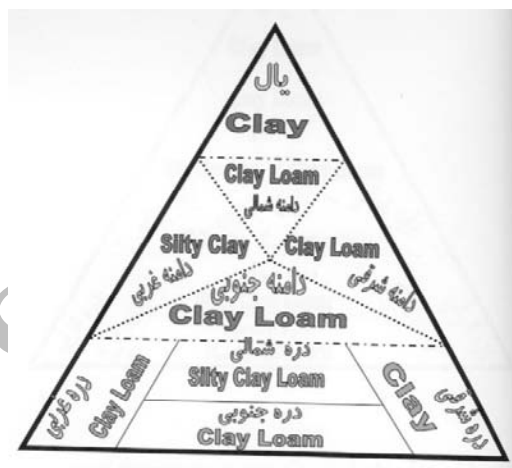 یال
Clay
Clay Loam
دامنه شمالی
Silty Clay
دامنه غربی
Clay Loam
دامنه شرقی
دامنه جنوبی
Clay Loam
دره شمالی
Silty Clay Loam
دره جنوبی
Clay Loam
دره غربی
Clay Loam
Clay
دره شرقی